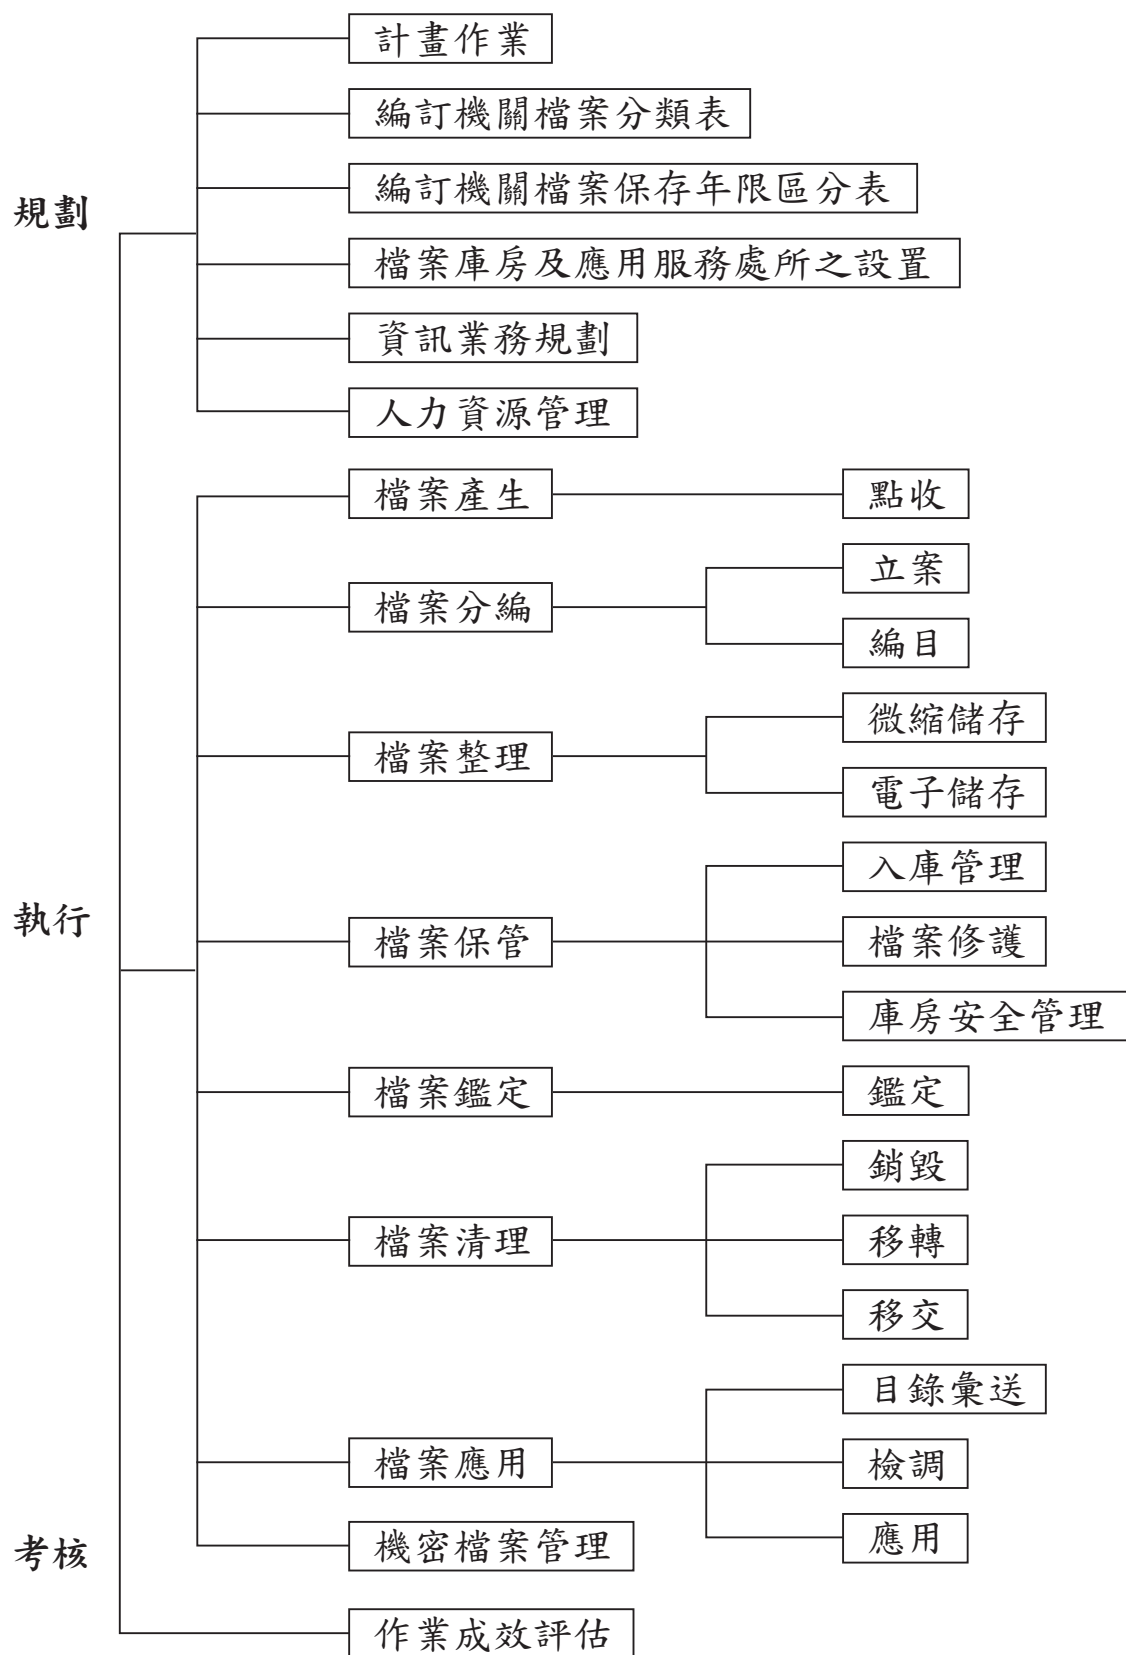 計畫作業
編訂機關檔案分類表
編訂機關檔案保存年限區分表
規劃
檔案庫房及應用服務處所之設置
資訊業務規劃
人力資源管理
檔案產生
點收
檔案分編
立案
編目
檔案整理
微縮儲存
電子儲存
執行
檔案保管
入庫管理
檔案修護
庫房安全管理
檔案鑑定
鑑定
檔案清理
銷毀
移轉
移交
檔案應用
目錄彙送
檢調
應用
機密檔案管理
考核
作業成效評估